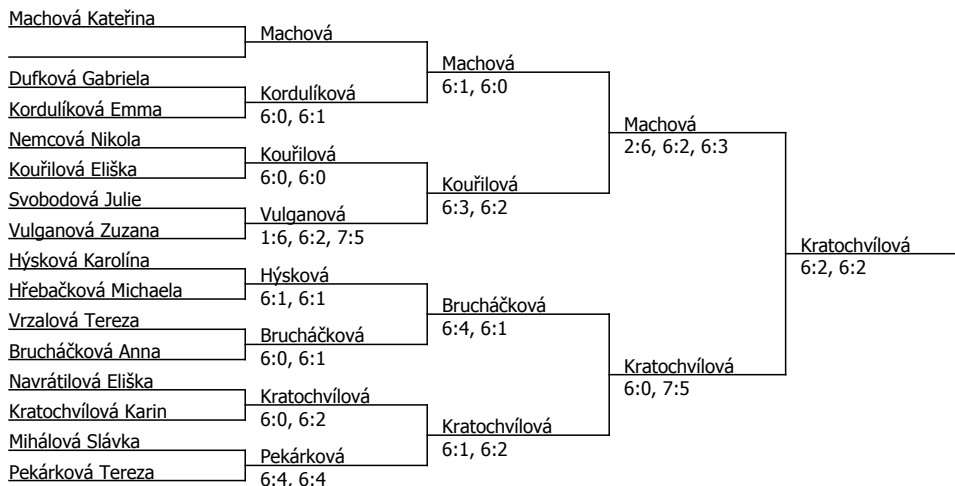 Machová Kateřina
Dufková Gabriela
Kordulíková Emma
Nemcová Nikola
Kouřilová Eliška
Svobodová Julie
Vulganová Zuzana
Hýsková Karolína
Hřebačková Michaela
Vrzalová Tereza
Brucháčková Anna
Navrátilová Eliška
Kratochvílová Karin
Mihálová Slávka
Pekárková Tereza
Machová
Kordulíková
6:0, 6:1
Kouřilová
6:0, 6:0
Vulganová
1:6, 6:2, 7:5
Hýsková
6:1, 6:1
Brucháčková
6:0, 6:1
Kratochvílová
6:0, 6:2
Pekárková
6:4, 6:4
Machová
6:1, 6:0
Kouřilová
6:3, 6:2
Brucháčková
6:4, 6:1
Kratochvílová
6:1, 6:2
Machová
2:6, 6:2, 6:3
Kratochvílová
6:0, 7:5
Kratochvílová
6:2, 6:2